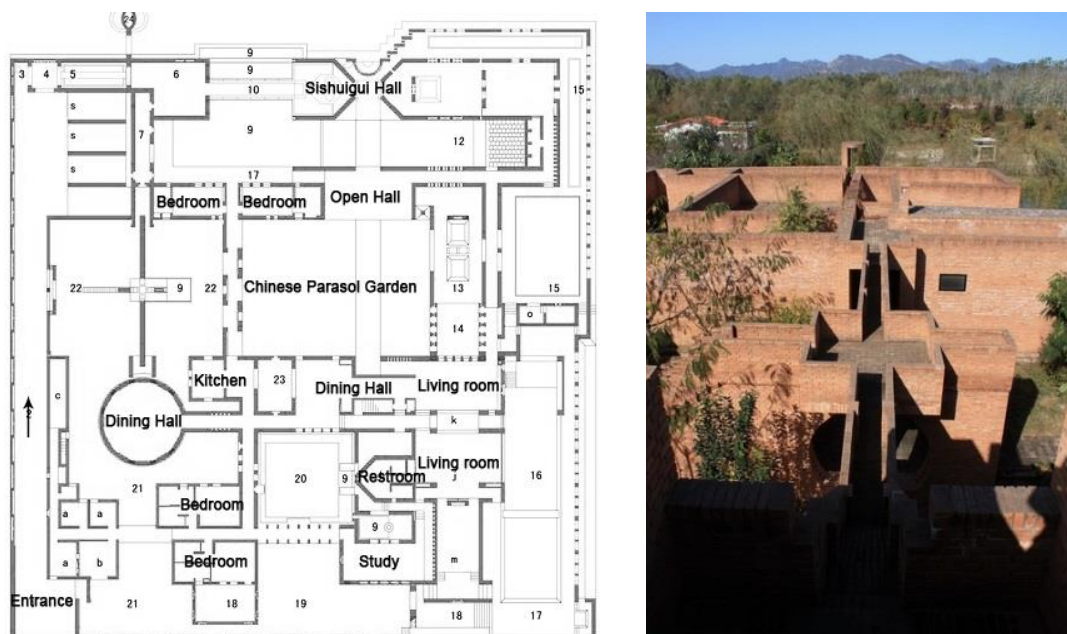 24
9
3 4 5 6 9
10 Sishuigui Hall 15
s
s 7 9 12
s 17
Bedroom Bedroom Open Hall
22 9 22 Chinese Parasol Garden 13 15
14 o
Kitchen 23 Dining Hall Living room
c Dining Hall k
Living room
Restroom J
21 20 9 16
Bedroom
a a 9
a b Bedroom Study m
Entrance 21 18 19 18 17